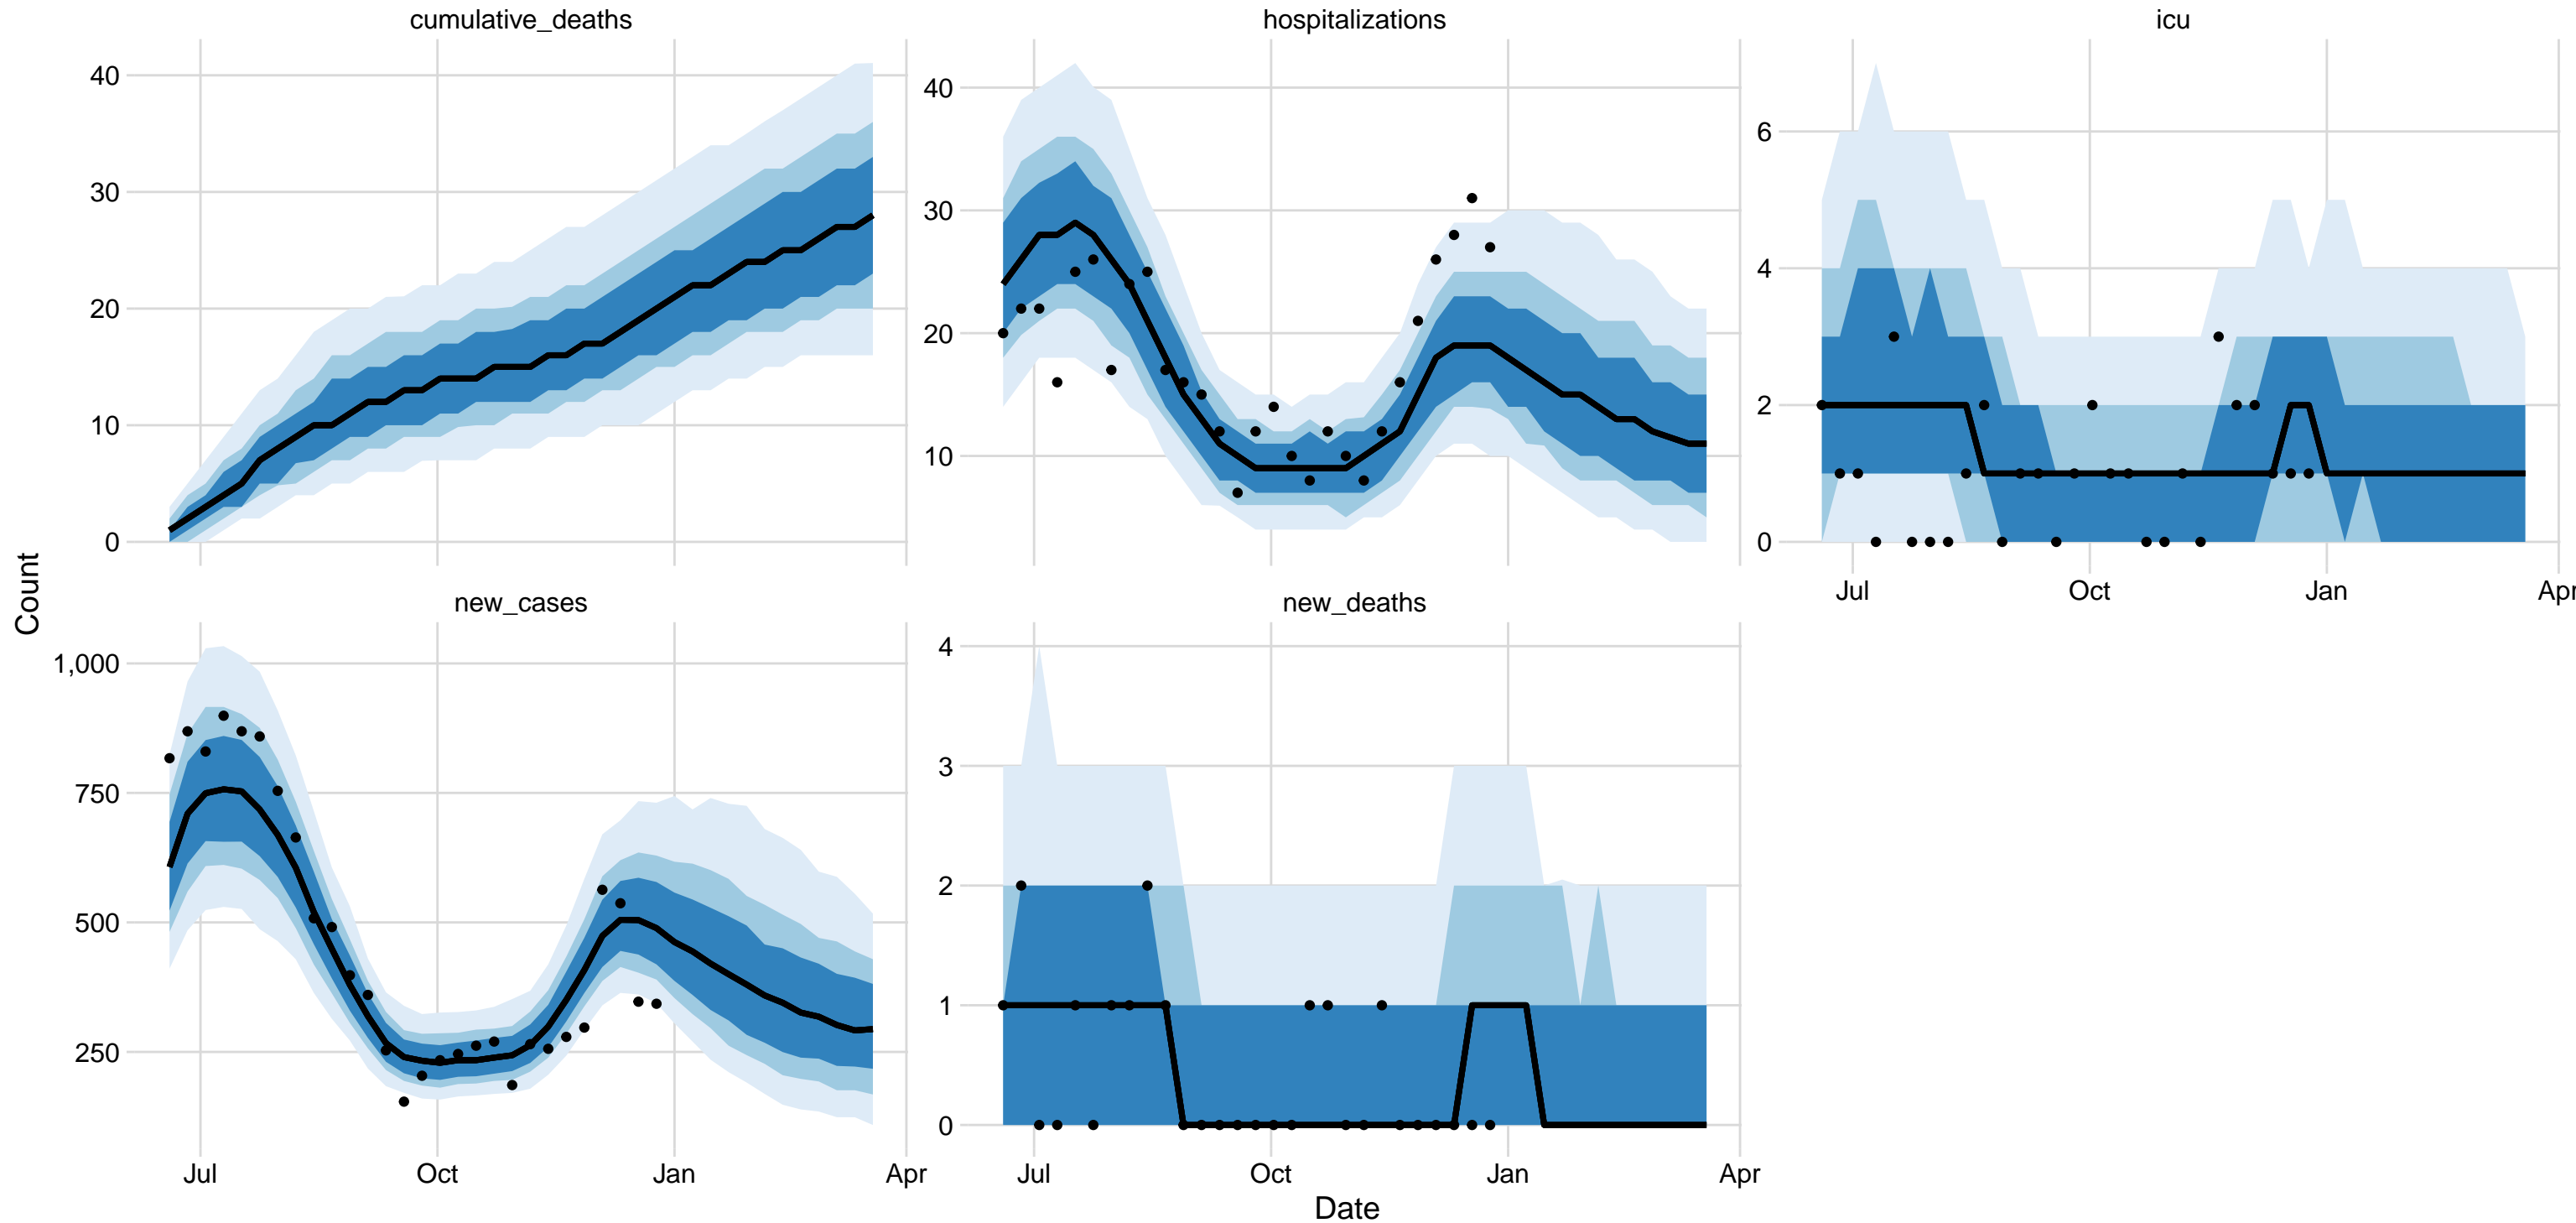 cumulative_deaths
hospitalizations
icu
40
30
20
10
0
40
30
20
10
6
4
2
0
Jul
Oct
Jan
Apr
Count
new_cases
new_deaths
1,000
750
500
250
4
3
2
1
0
Jul
Oct
Jan
Apr
Jul
Oct
Jan
Apr
Date